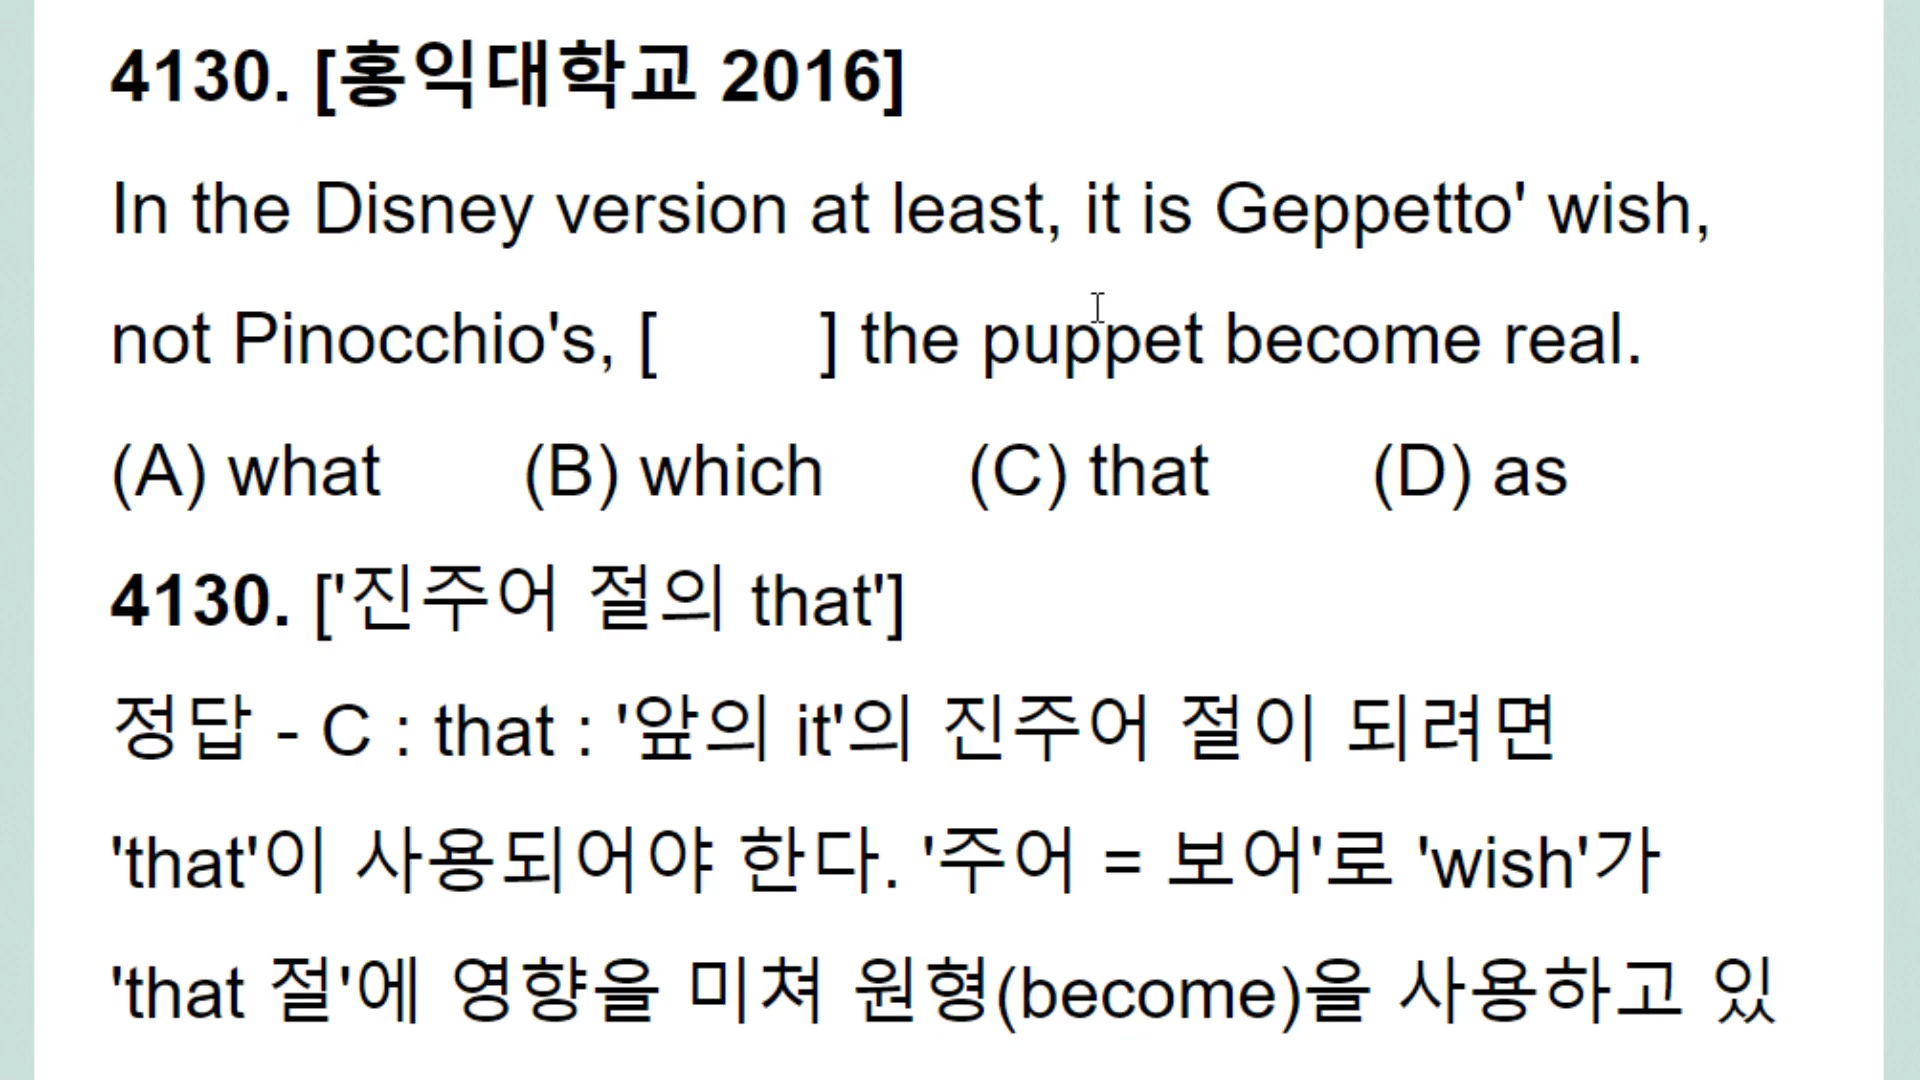 4130. [홍익대학교 2016]
In the Disney version at least, it is Geppetto' wish,
not Pinocchio's, [ ] the puppet become real.
(A) what (B) which (C) that (D) as
4130. ['진주어 절의 that']
정답 - C : that : '앞의 it'의 진주어 절이 되려면
'that'이 사용되어야 한다. '주어 = 보어'로 'wish'가
'that 절'에 영향을 미쳐 원형(become)을 사용하고 있